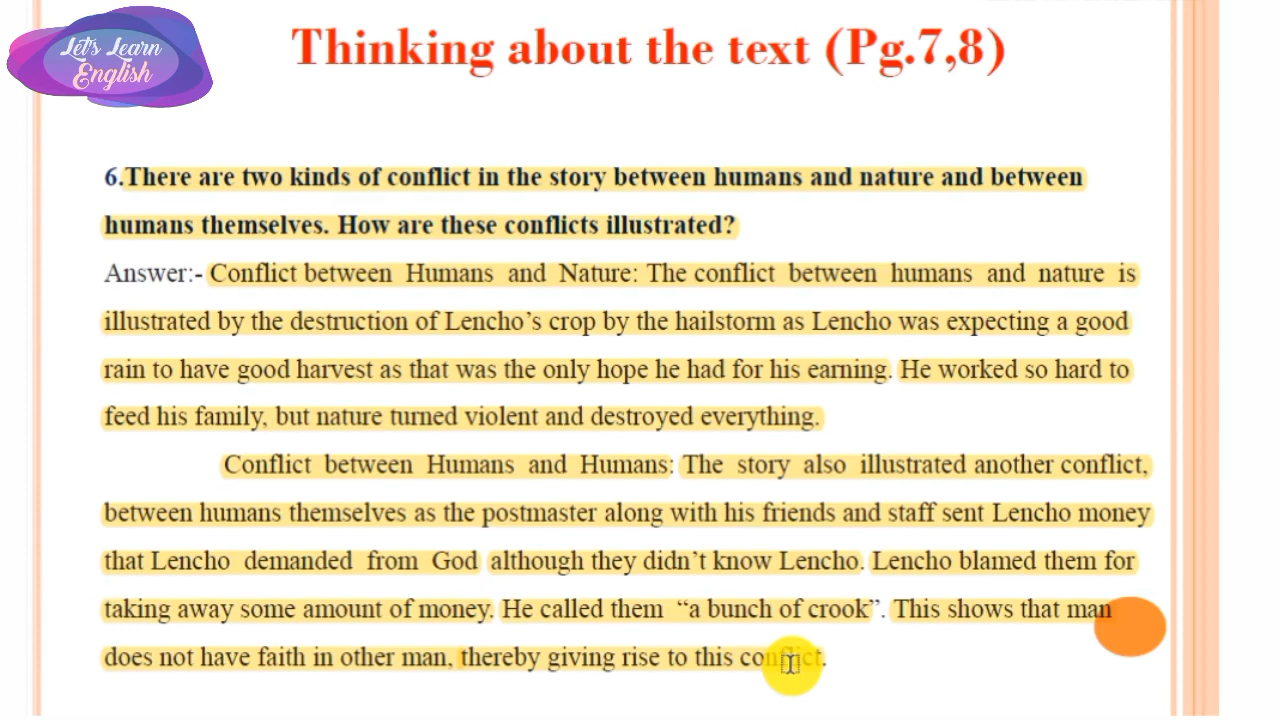 Let's Learn
English
Thinking about the text (Pg.7,8)
6.There are two kinds of conflict in the story between humans and nature and between
humans themselves. How are these conflicts illustrated?
Answer:- Conflict between Humans and Nature: The conflict between humans and nature is
illustrated by the destruction of Lencho’s crop by the hailstorm as Lencho was expecting a good
rain to have good harvest as that was the only hope he had for his earning. He worked so hard to
feed his family, but nature turned violent and destroyed everything.
Conflict between Humans and Humans: The story also illustrated another conflict,
between humans themselves as the postmaster along with his friends and staff sent Lencho money
that Lencho demanded from God although they didn’t know Lencho. Lencho blamed them for
taking away some amount of money. He called them “a bunch of crook”. This shows that man
does not have faith in other man, thereby giving rise to this conflict.